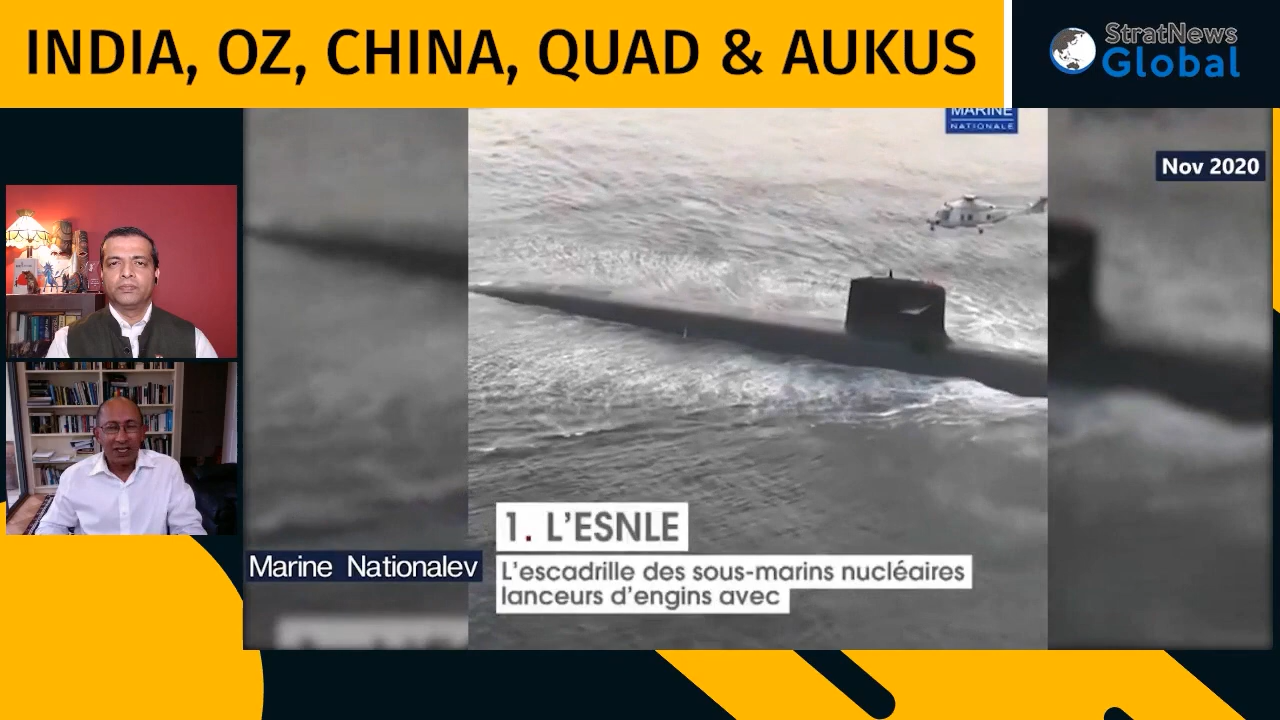 INDIA, OZ, CHINA, QUAD & AUKUS
StratNews
Global
MARINE
NATIONALE
Nov 2020
1. L'ESNLE
Marine Nationalev
L'escadrille des sous-marins nucléaires
lanceurs d'engins avec